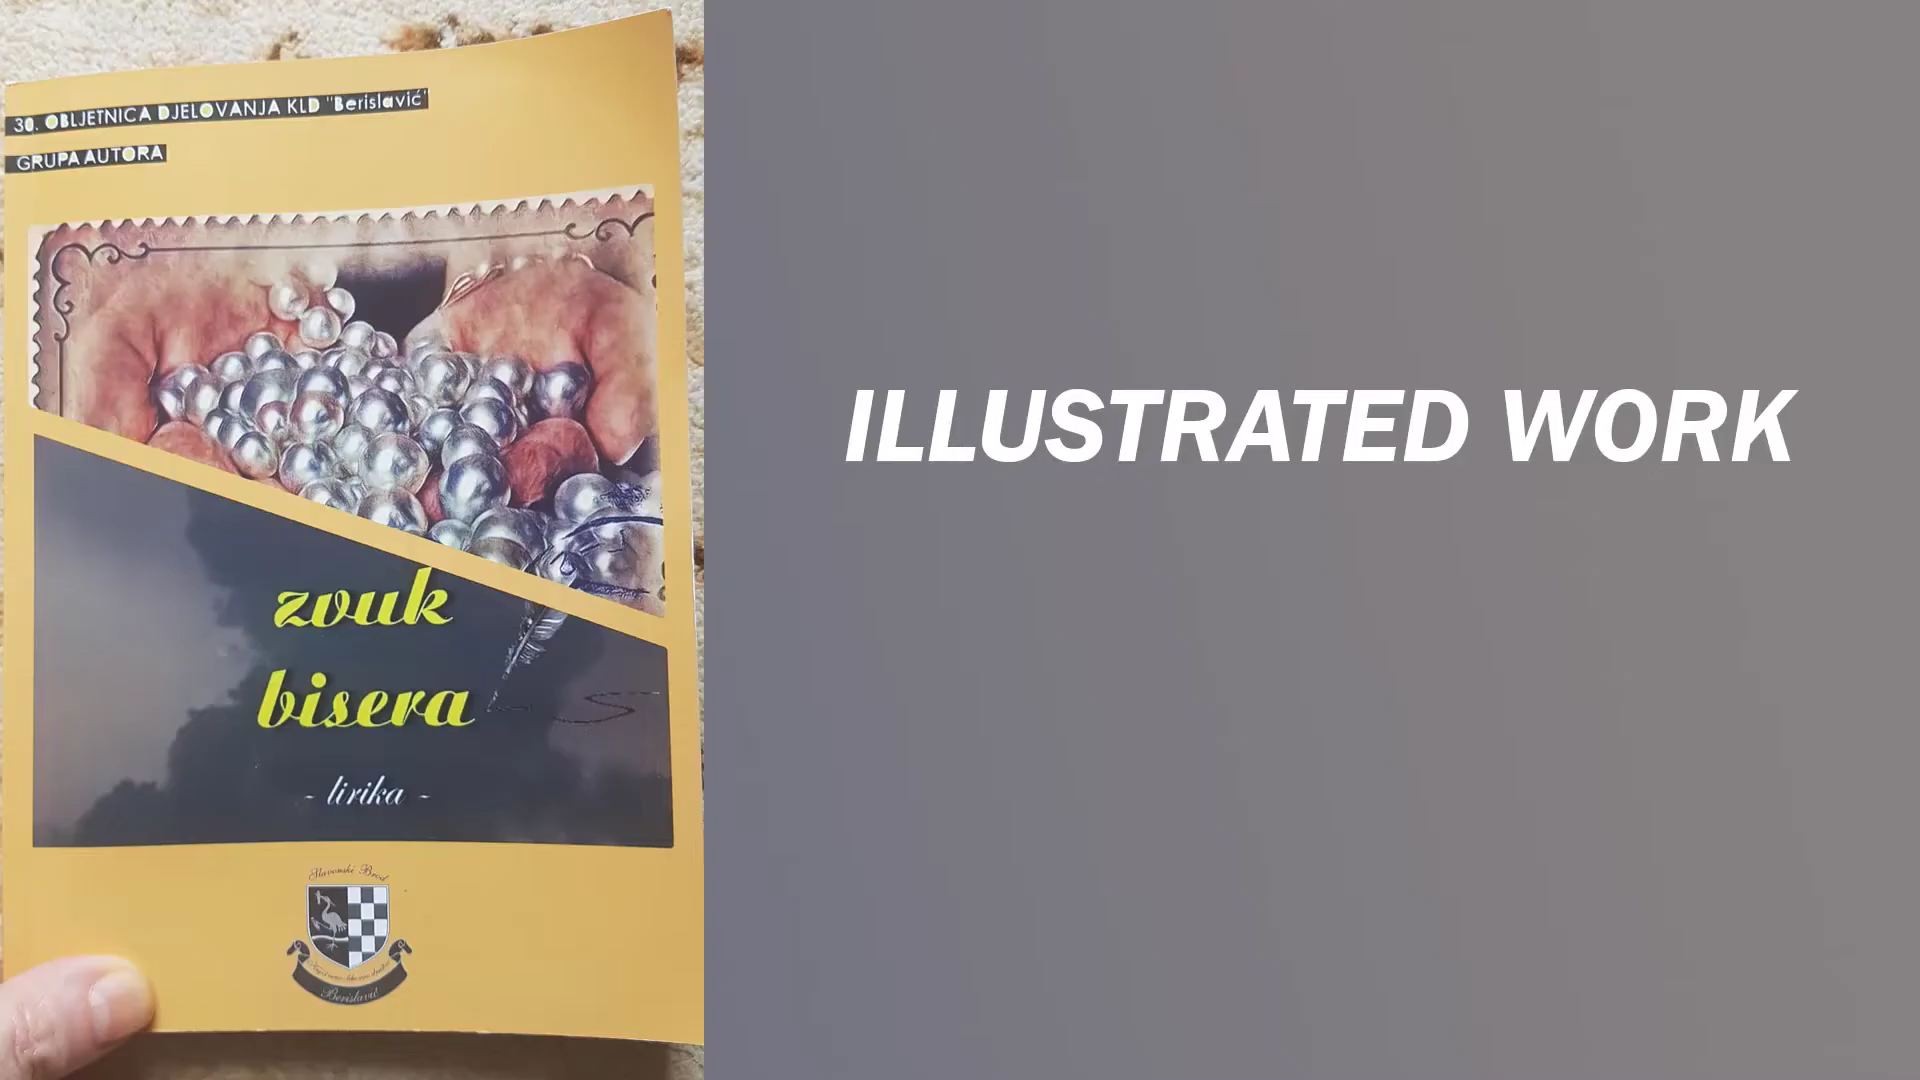 30. OBLJETNICA DJELOVANJA KLD "Berislavić"
GRUPA AUTORA
zvuk
bisera
- lirika -
Slavonski Brod
Berislavić
ILLUSTRATED WORK